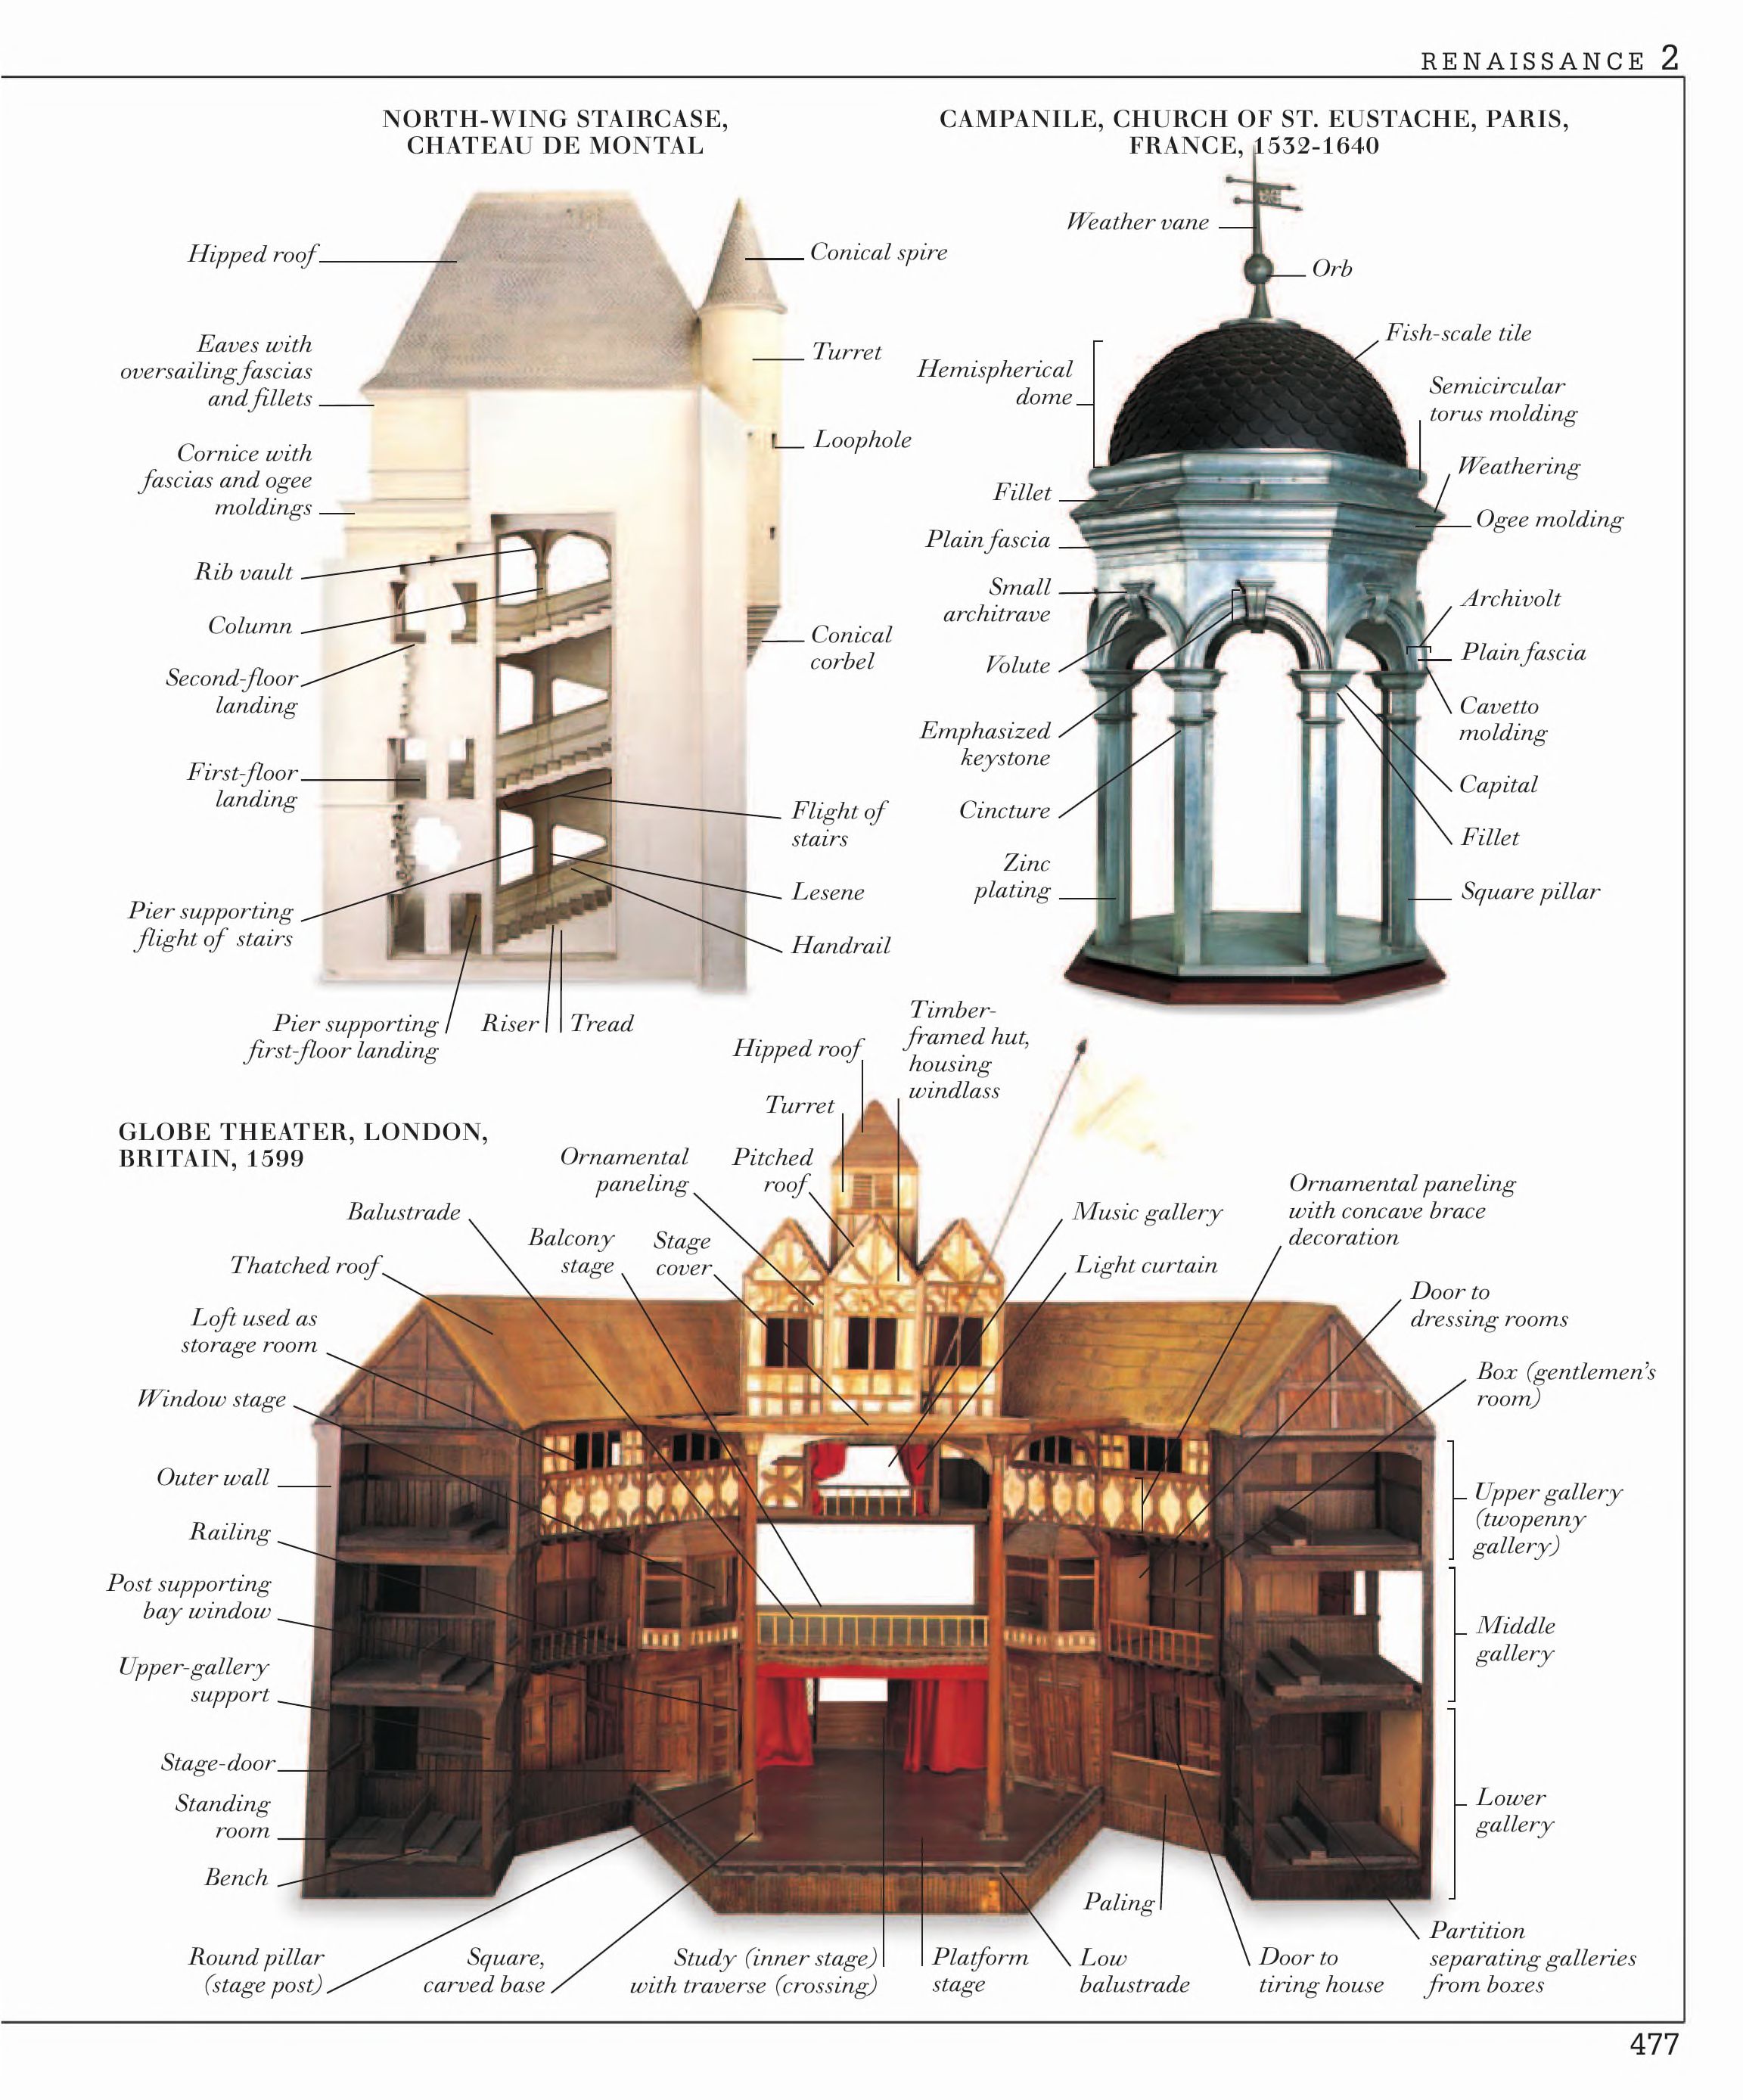 RENAISSANCE 2
NORTH-WING STAIRCASE,
CHATEAU DE MONTAL
Hipped roof
Eaves with
oversailing fascias
and fillets
Cornice with
fascias and ogee
moldings
Rib vault
Column
Second-floor
landing
First-floor
landing
Pier supporting
flight of stairs
Pier supporting
first-floor landing
Riser
Tread
Conical spire
Turret
Loophole
Conical
corbel
Flight of
stairs
Lesene
Handrail
CAMPANILE, CHURCH OF ST. EUSTACHE, PARIS,
FRANCE, 1532-1640
Weather vane
Orb
Hemispherical
dome
Fillet
Plain fascia
Small
architrave
Volute
Emphasized
keystone
Cincture
Zinc
plating
Fish-scale tile
Semicircular
torus molding
Weathering
Ogee molding
Archivolt
Plain fascia
Cavetto
molding
Capital
Fillet
Square pillar
GLOBE THEATER, LONDON,
BRITAIN, 1599
Hipped roof
Timber-
framed hut,
housing
windlass
Turret
Ornamental
paneling
Pitched
roof
Balustrade
Balcony
stage
Stage
cover
Thatched roof
Loft used as
storage room
Window stage
Outer wall
Railing
Post supporting
bay window
Upper-gallery
support
Stage-door
Standing
room
Bench
Round pillar
(stage post)
Square,
carved base
Study (inner stage)
with traverse (crossing)
Platform
stage
Low
balustrade
Paling
Door to
tiring house
Partition
separating galleries
from boxes
Music gallery
Light curtain
Ornamental paneling
with concave brace
decoration
Door to
dressing rooms
Box (gentlemen's
room)
Upper gallery
(twopenny
gallery)
Middle
gallery
Lower
gallery
477